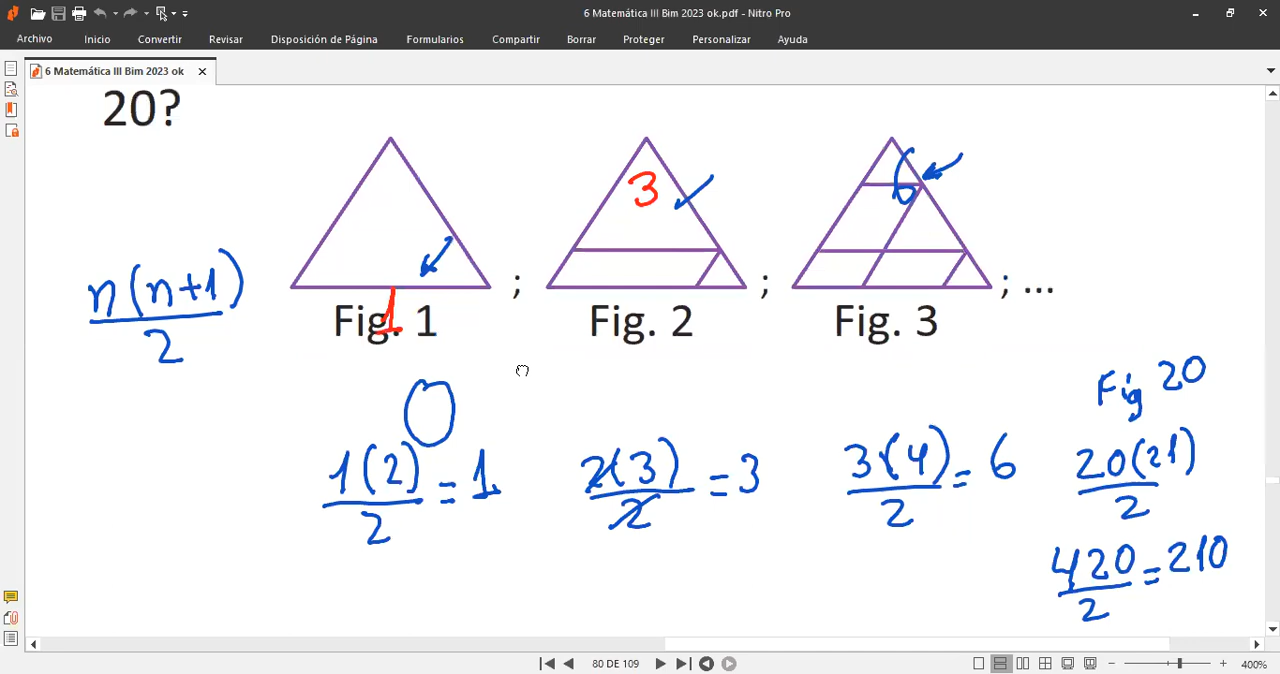 6 Matemática III Bim 2023 ok.pdf - Nitro Pro
Archivo Inicio Convertir Revisar Disposición de Página Formularios Compartir Borrar Proteger Personalizar Ayuda
6 Matemática III Bim 2023 ok
20?
3
6
n(n+1)
2
; ; ; ...
1
Fig. 1 Fig. 2 Fig. 3
Fig 20
0
1(2) = 1
2
2(3) = 3
2
3(4) = 6
2
20(21)
2
420 = 210
2
80 DE 109
400%